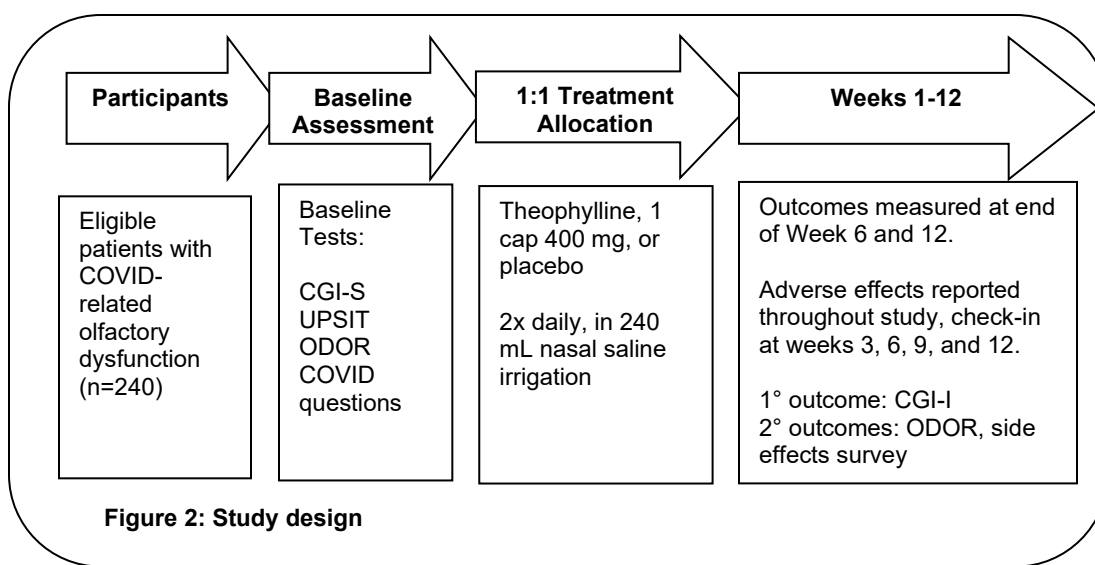 Participants
Baseline
Assessment
1:1 Treatment
Allocation
Weeks 1-12
Eligible
patients with
COVID-
related
olfactory
dysfunction
(n=240)
Baseline
Tests:
CGI-S
UPSIT
ODOR
COVID
questions
Theophylline, 1
cap 400 mg, or
placebo
2x daily, in 240
mL nasal saline
irrigation
Outcomes measured at end
of Week 6 and 12.
Adverse effects reported
throughout study, check-in
at weeks 3, 6, 9, and 12.
1° outcome: CGI-I
2° outcomes: ODOR, side
effects survey
Figure 2: Study design